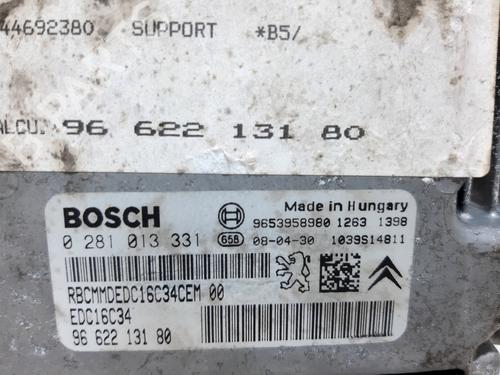 44692380 SUPPORT *B5/
96 622 131 80
BOSCH
Made in Hungary
9653958980 1263 1398
0 281 013 331 658 08-04-30 1039S14811
RBCMMDEDC16C34CEM 00
EDC16C34
96 622 131 80